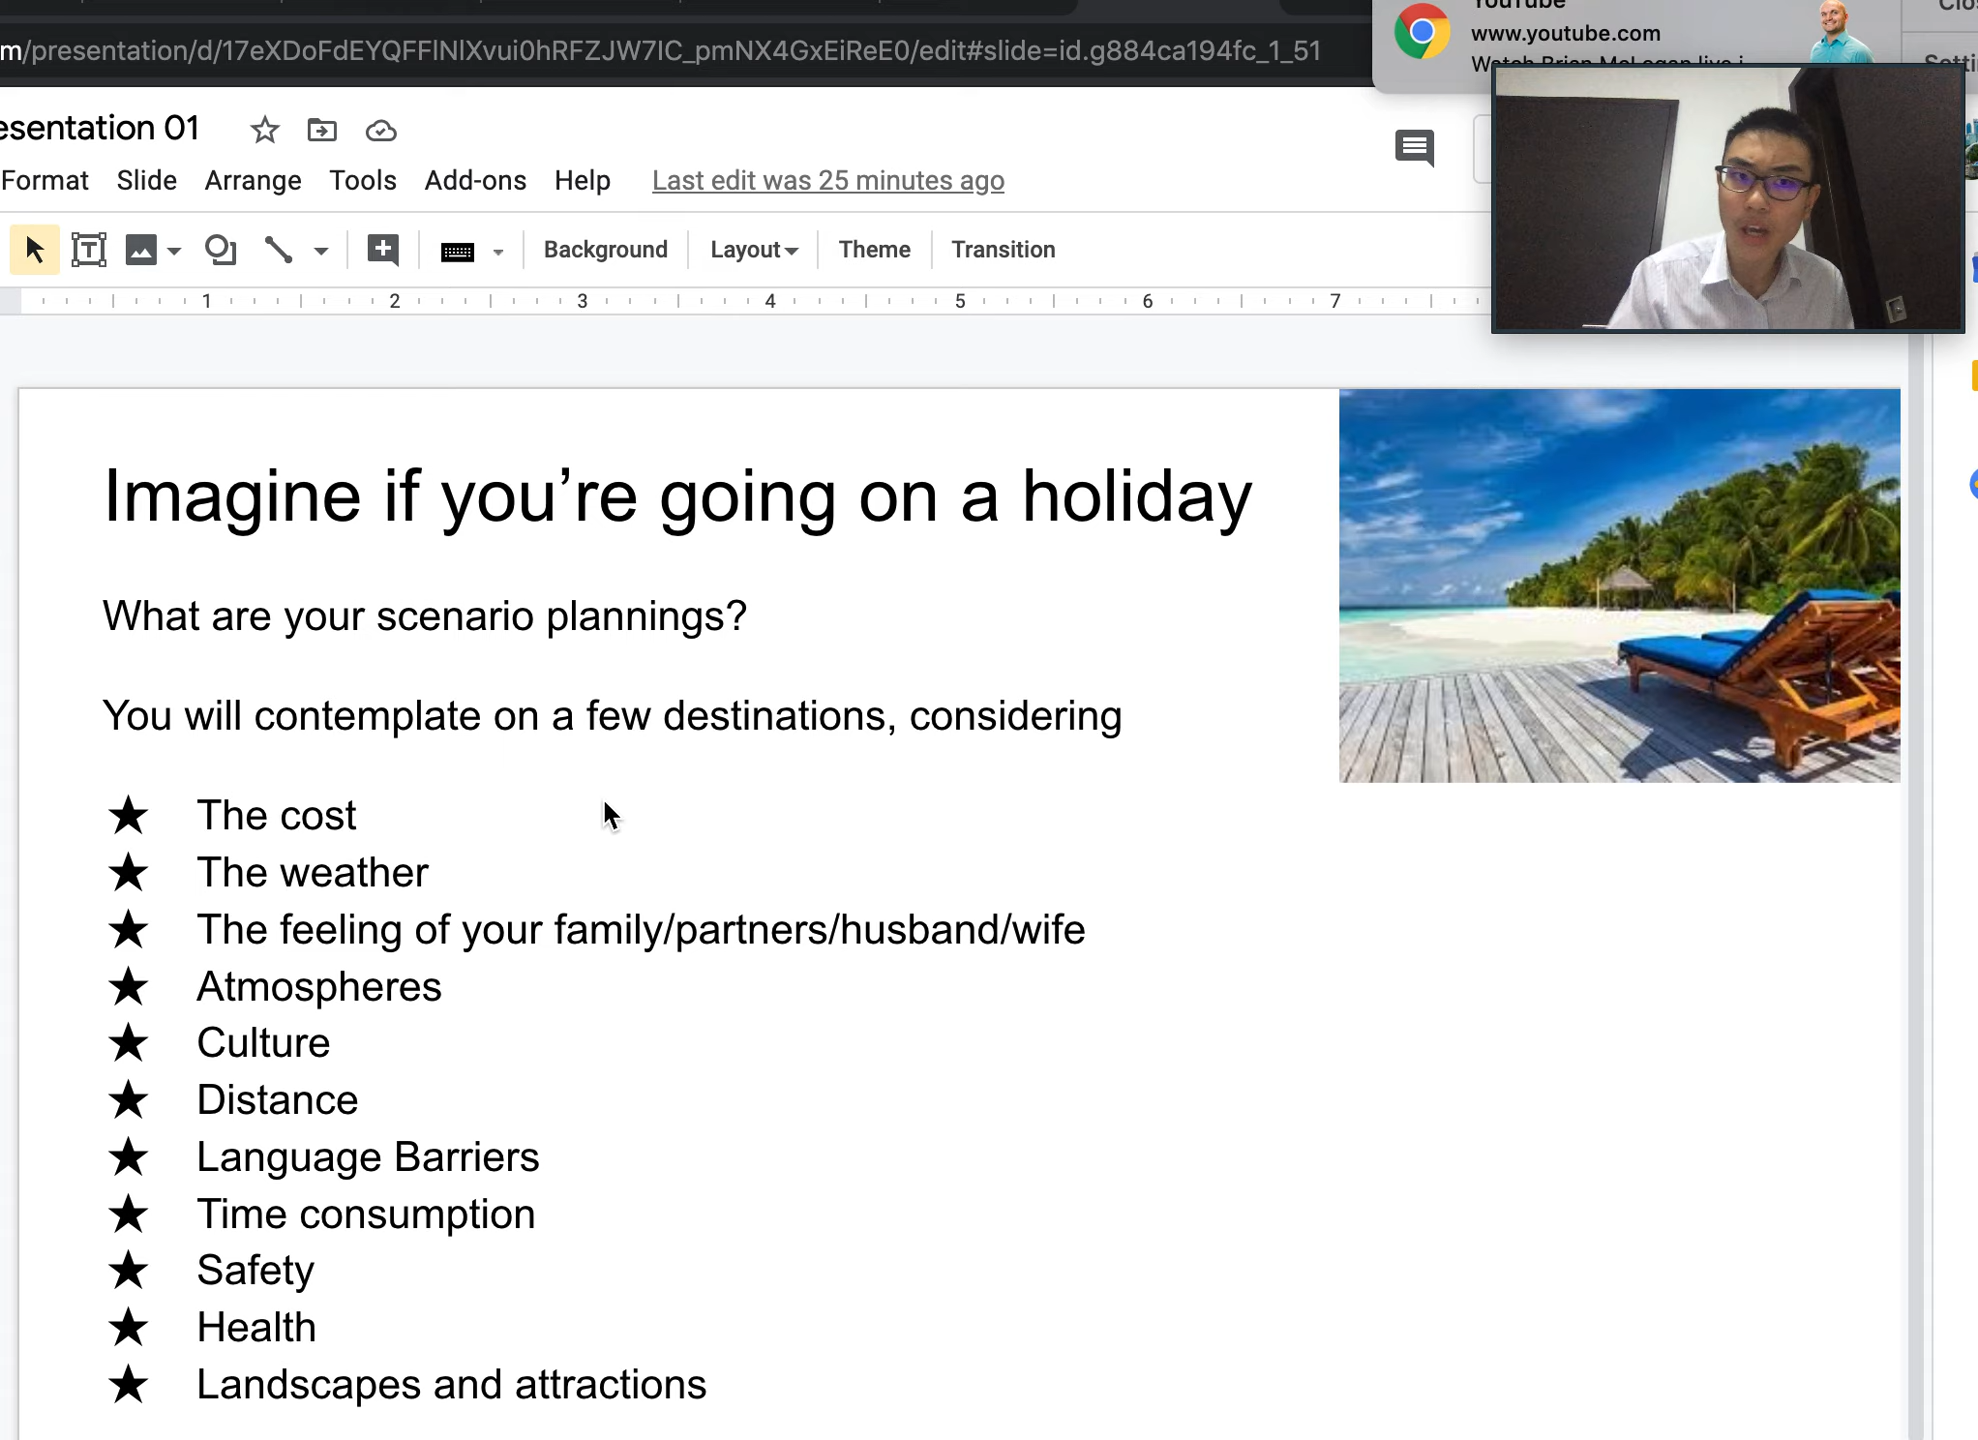 YouTube
m/presentation/d/17eXDoFdEYQFFlNlXvui0hRFZJW7IC_pmNX4GxEiReE0/edit#slide=id.g884ca194fc_1_51
www.youtube.com
esentation 01
Format Slide Arrange Tools Add-ons Help Last edit was 25 minutes ago
Background Layout Theme Transition
1 2 3 4 5 6 7
Imagine if you’re going on a holiday
What are your scenario plannings?
You will contemplate on a few destinations, considering
★ The cost
★ The weather
★ The feeling of your family/partners/husband/wife
★ Atmospheres
★ Culture
★ Distance
★ Language Barriers
★ Time consumption
★ Safety
★ Health
★ Landscapes and attractions